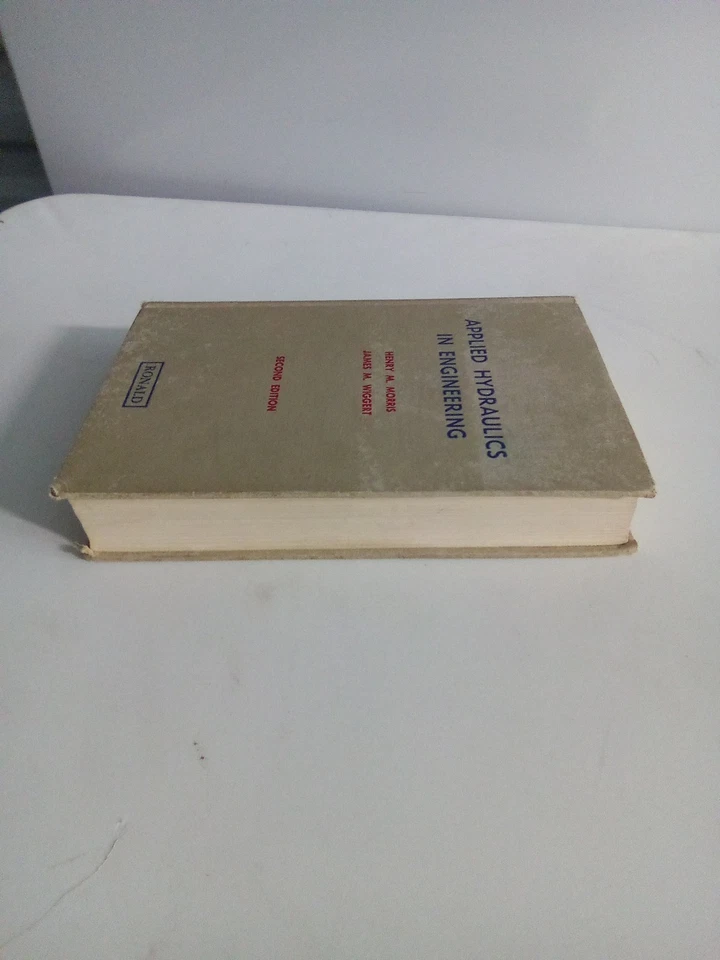 APPLIED HYDRAULICS
IN ENGINEERING
HENRY M. MORRIS
JAMES M. WIGGERT
SECOND EDITION
RONALD